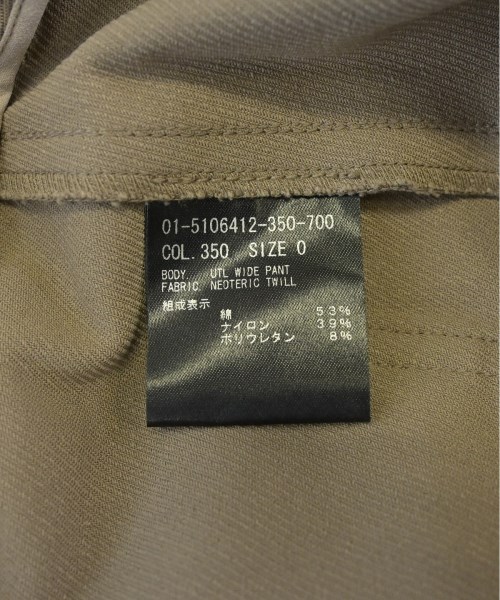 01-5106412-350-700
COL.350 SIZE 0
BODY. UTL WIDE PANT
FABRIC. NEOTERIC TWILL
組成表示
綿 53%
ナイロン 39%
ポリウレタン 8%